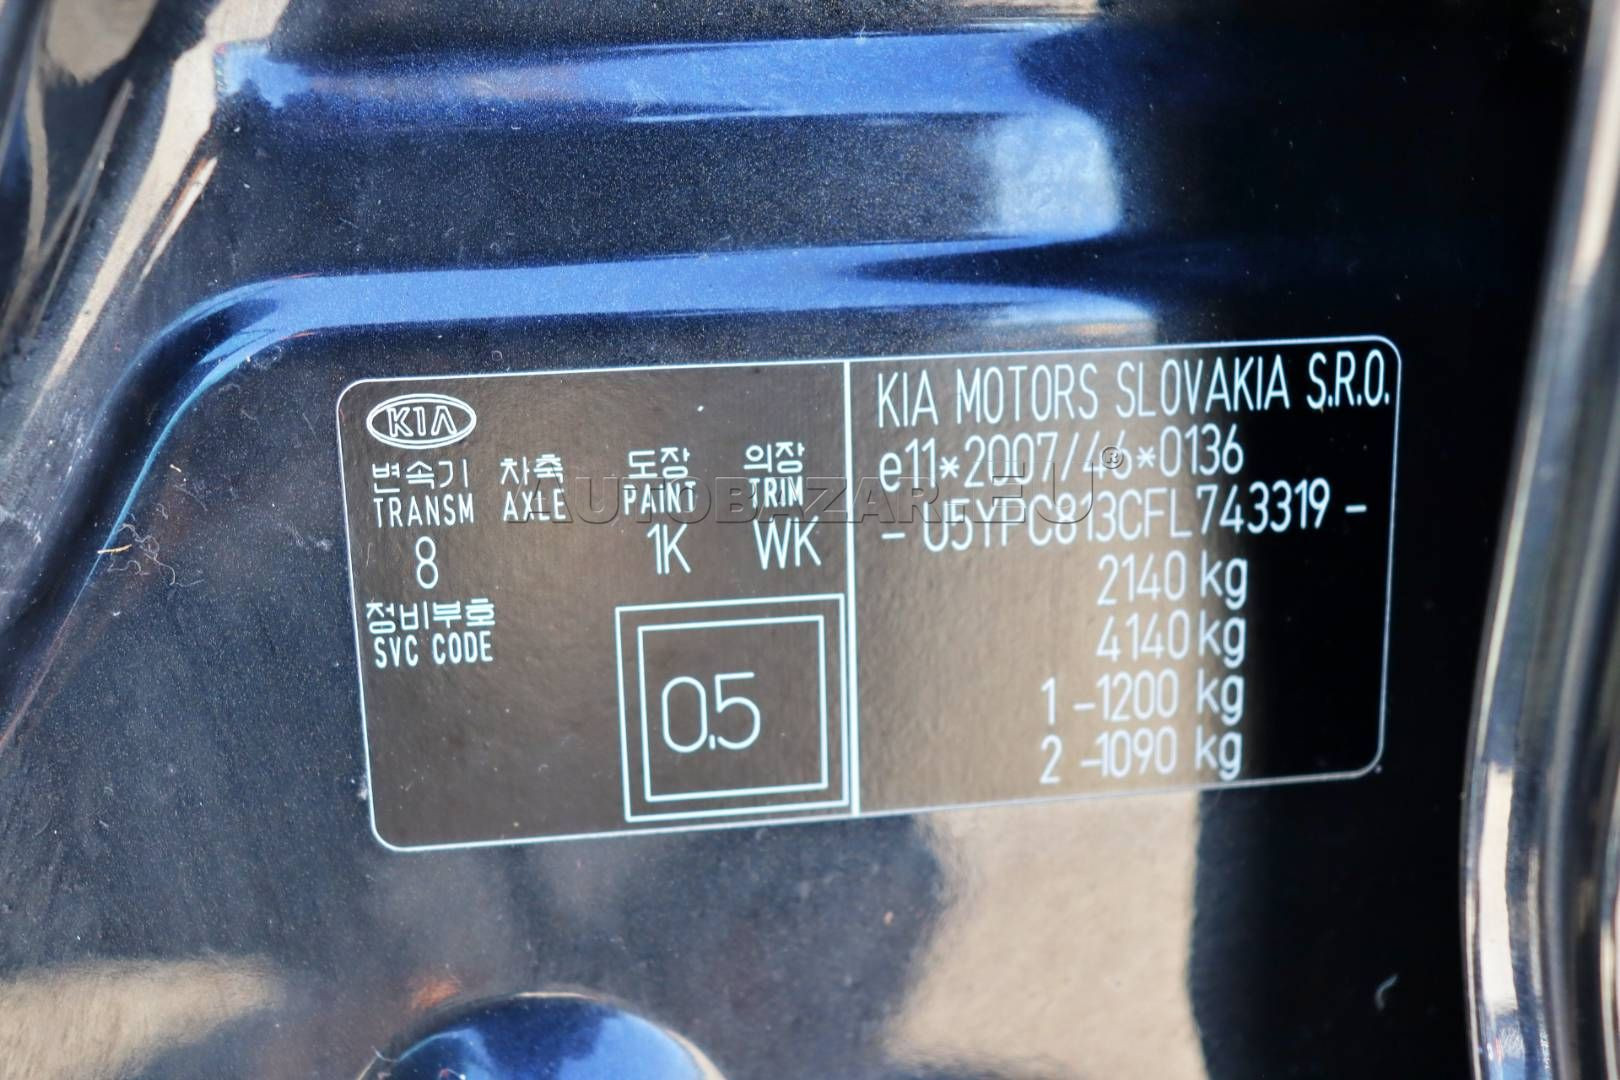 KIA
변속기 차축 도장 의장
TRANSM AXLE PAINT TRIM
8 1K WK
정비부호
SVC CODE
0.5
KIA MOTORS SLOVAKIA S.R.O.
e11*2007/46*0136
- U5YPC813CFL743319 -
2140 kg
4140 kg
1 -1200 kg
2 -1090 kg
AUTOBAZAR.EU®